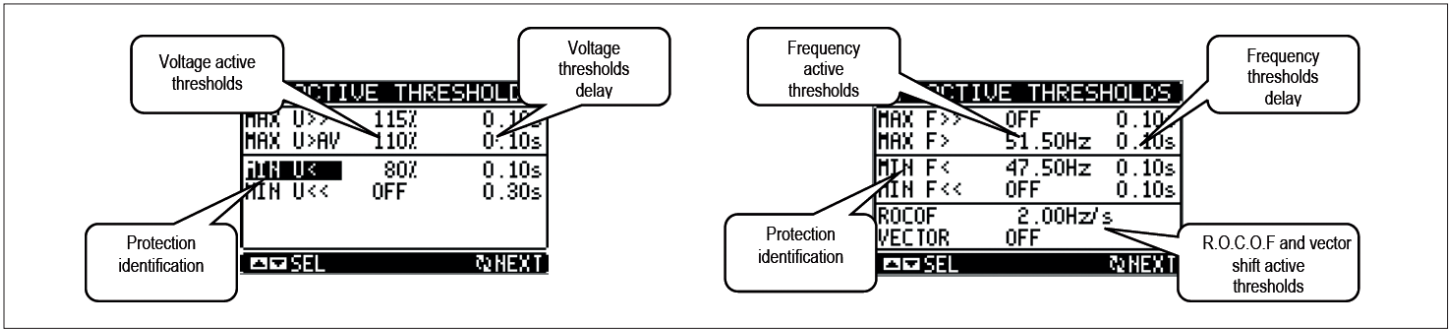 Voltage active
thresholds
Voltage
thresholds
delay
ACTIVE THRESHOLD
MAX U>> 115% 0.10s
MAX U>AV 110% 0.10s
MIN U< 80% 0.10s
MIN U<< OFF 0.30s
Protection
identification
▲▼ SEL ↻ NEXT
Frequency
active
thresholds
Frequency
thresholds
delay
ACTIVE THRESHOLDS
MAX F>> OFF 0.10
MAX F> 51.50Hz 0.10s
MIN F< 47.50Hz 0.10s
MIN F<< OFF 0.10s
ROCOF 2.00Hz/s
VECTOR OFF
Protection
identification
R.O.C.O.F and vector
shift active
thresholds
▲▼ SEL ↻ NEXT